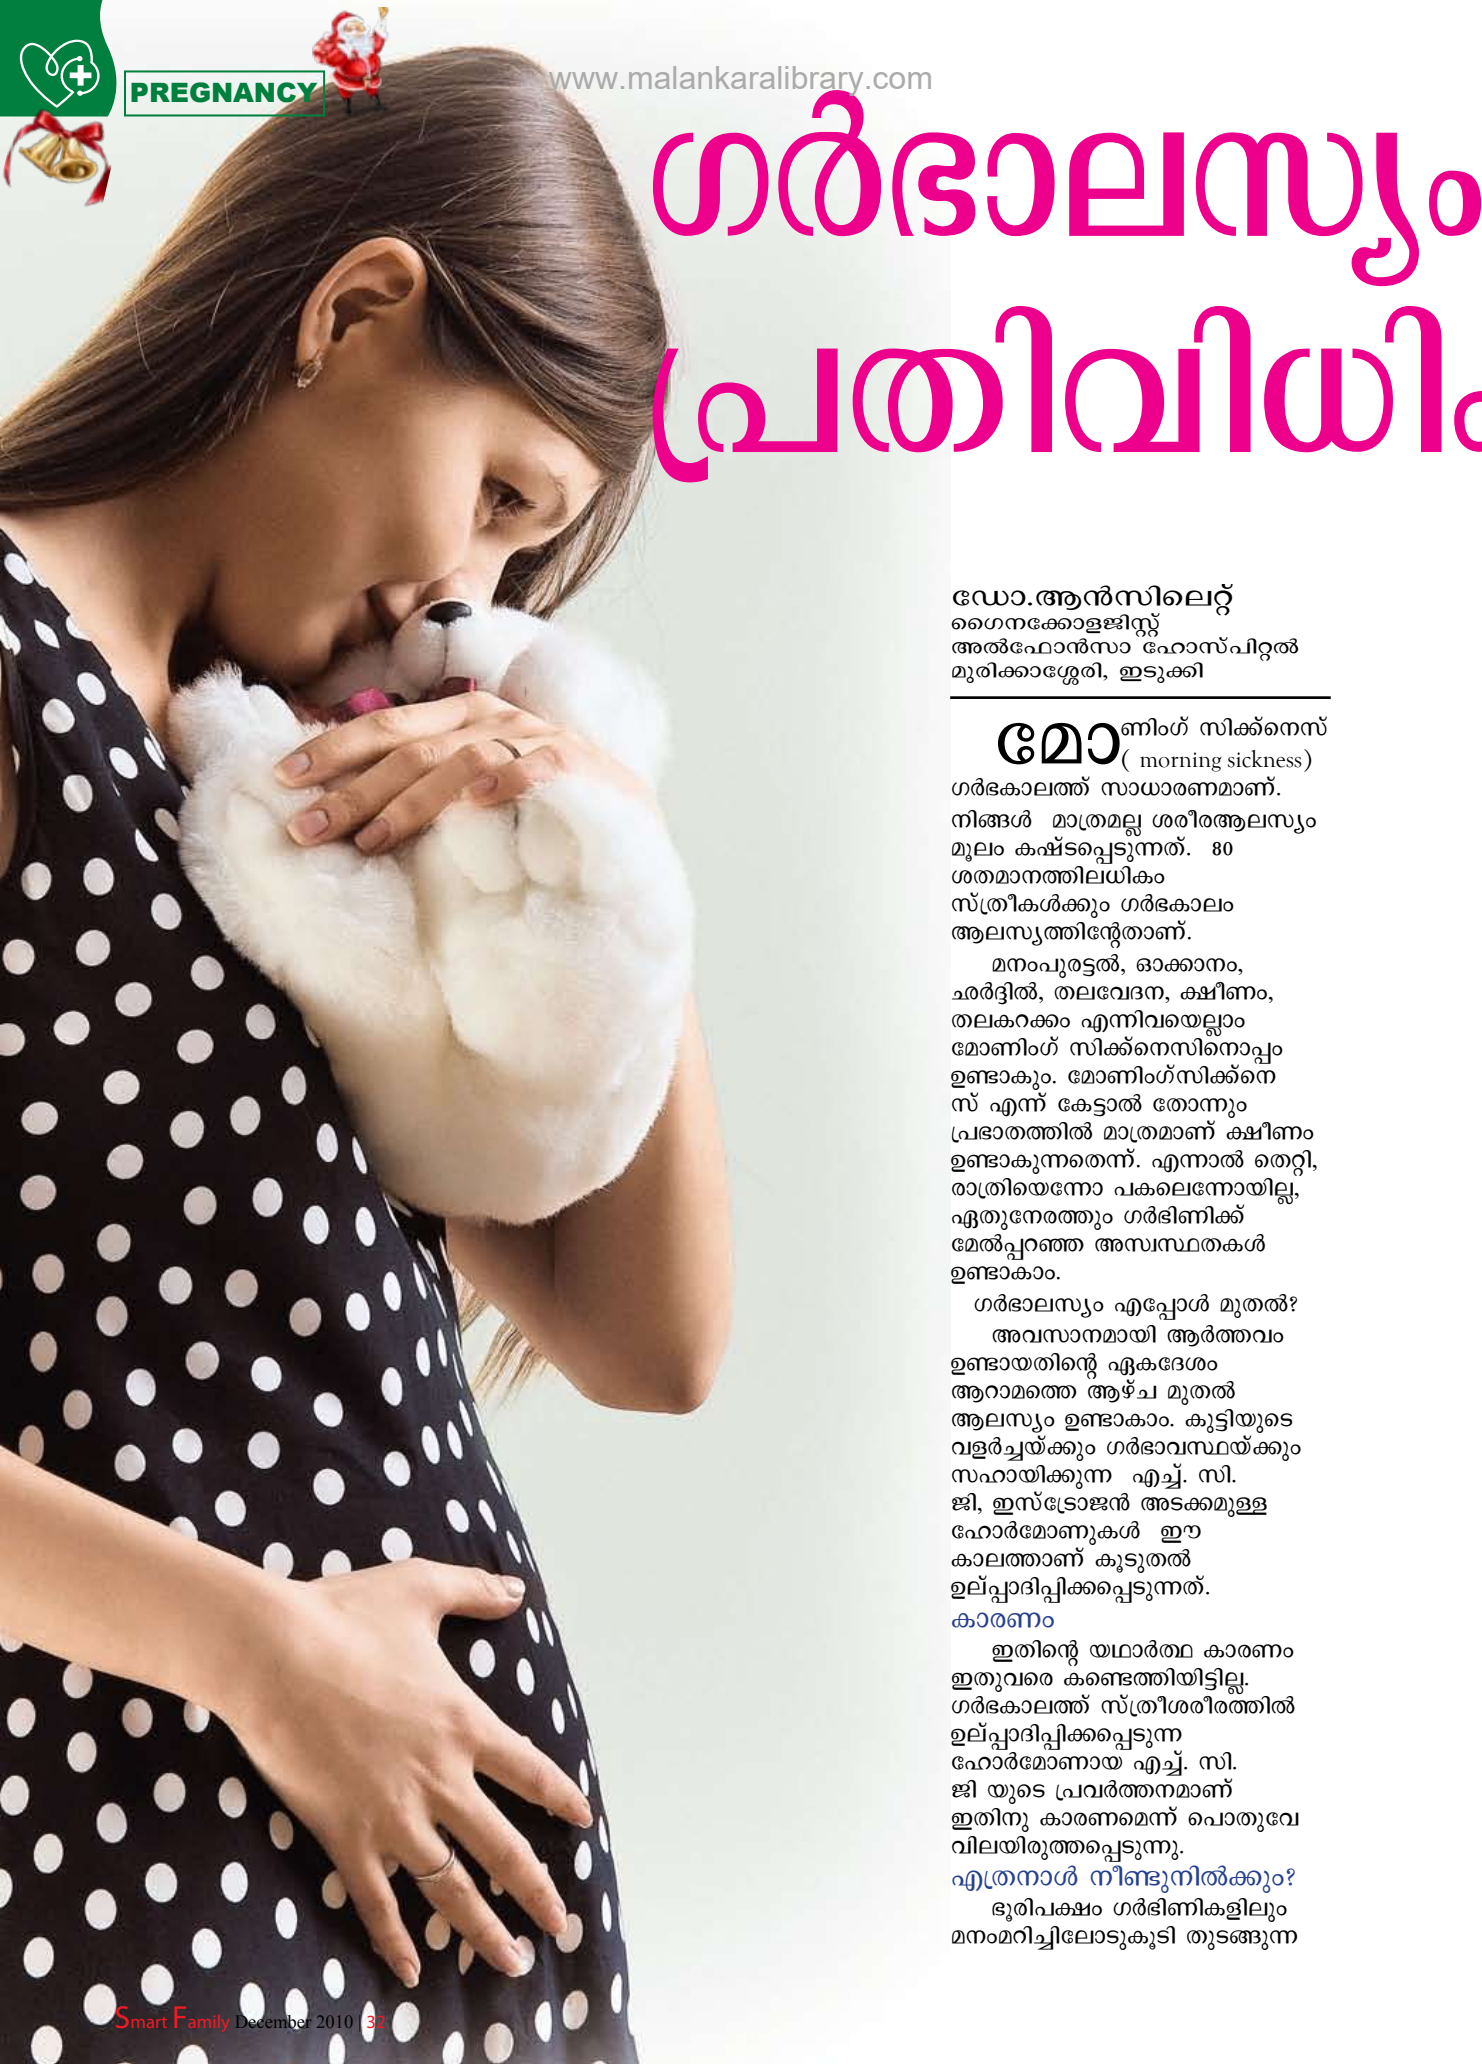 PREGNANCY
www.malankaralibrary.com
ഗർഭാലസ്യം
പ്രതിവിധി
ഡോ.ആൻസിലെറ്റ്
ഗൈനക്കോളജിസ്റ്റ്
അൽഫോൻസാ ഹോസ്പിറ്റൽ
മുരിക്കാശ്ശേരി, ഇടുക്കി
മോണിംഗ് സിക്ക്നെസ്
( morning sickness)
ഗർഭകാലത്ത് സാധാരണമാണ്.
നിങ്ങൾ മാത്രമല്ല ശരീരആലസ്യം
മൂലം കഷ്ടപ്പെടുന്നത്. 80
ശതമാനത്തിലധികം
സ്ത്രീകൾക്കും ഗർഭകാലം
ആലസ്യത്തിന്റേതാണ്.
മനംപുരട്ടൽ, ഓക്കാനം,
ഛർദ്ദിൽ, തലവേദന, ക്ഷീണം,
തലകറക്കം എന്നിവയെല്ലാം
മോണിംഗ് സിക്ക്നെസിനൊപ്പം
ഉണ്ടാകും. മോണിംഗ്സിക്ക്നെ
സ് എന്ന് കേട്ടാൽ തോന്നും
പ്രഭാതത്തിൽ മാത്രമാണ് ക്ഷീണം
ഉണ്ടാകുന്നതെന്ന്. എന്നാൽ തെറ്റി,
രാത്രിയെന്നോ പകലെന്നോയില്ല,
ഏതുനേരത്തും ഗർഭിണിക്ക്
മേൽപ്പറഞ്ഞ അസ്വസ്ഥതകൾ
ഉണ്ടാകാം.
ഗർഭാലസ്യം എപ്പോൾ മുതൽ?
അവസാനമായി ആർത്തവം
ഉണ്ടായതിന്റെ ഏകദേശം
ആറാമത്തെ ആഴ്ച മുതൽ
ആലസ്യം ഉണ്ടാകാം. കുട്ടിയുടെ
വളർച്ചയ്ക്കും ഗർഭാവസ്ഥയ്ക്കും
സഹായിക്കുന്ന എച്ച്. സി.
ജി, ഇസ്ട്രോജൻ അടക്കമുള്ള
ഹോർമോണുകൾ ഈ
കാലത്താണ് കൂടുതൽ
ഉല്പ്പാദിപ്പിക്കപ്പെടുന്നത്.
കാരണം
ഇതിന്റെ യഥാർത്ഥ കാരണം
ഇതുവരെ കണ്ടെത്തിയിട്ടില്ല.
ഗർഭകാലത്ത് സ്ത്രീശരീരത്തിൽ
ഉല്പ്പാദിപ്പിക്കപ്പെടുന്ന
ഹോർമോണായ എച്ച്. സി.
ജി യുടെ പ്രവർത്തനമാണ്
ഇതിനു കാരണമെന്ന് പൊതുവേ
വിലയിരുത്തപ്പെടുന്നു.
എത്രനാൾ നീണ്ടുനിൽക്കും?
ഭൂരിപക്ഷം ഗർഭിണികളിലും
മനംമറിച്ചിലോടുകൂടി തുടങ്ങുന്ന
Smart Family December 2010 | 32